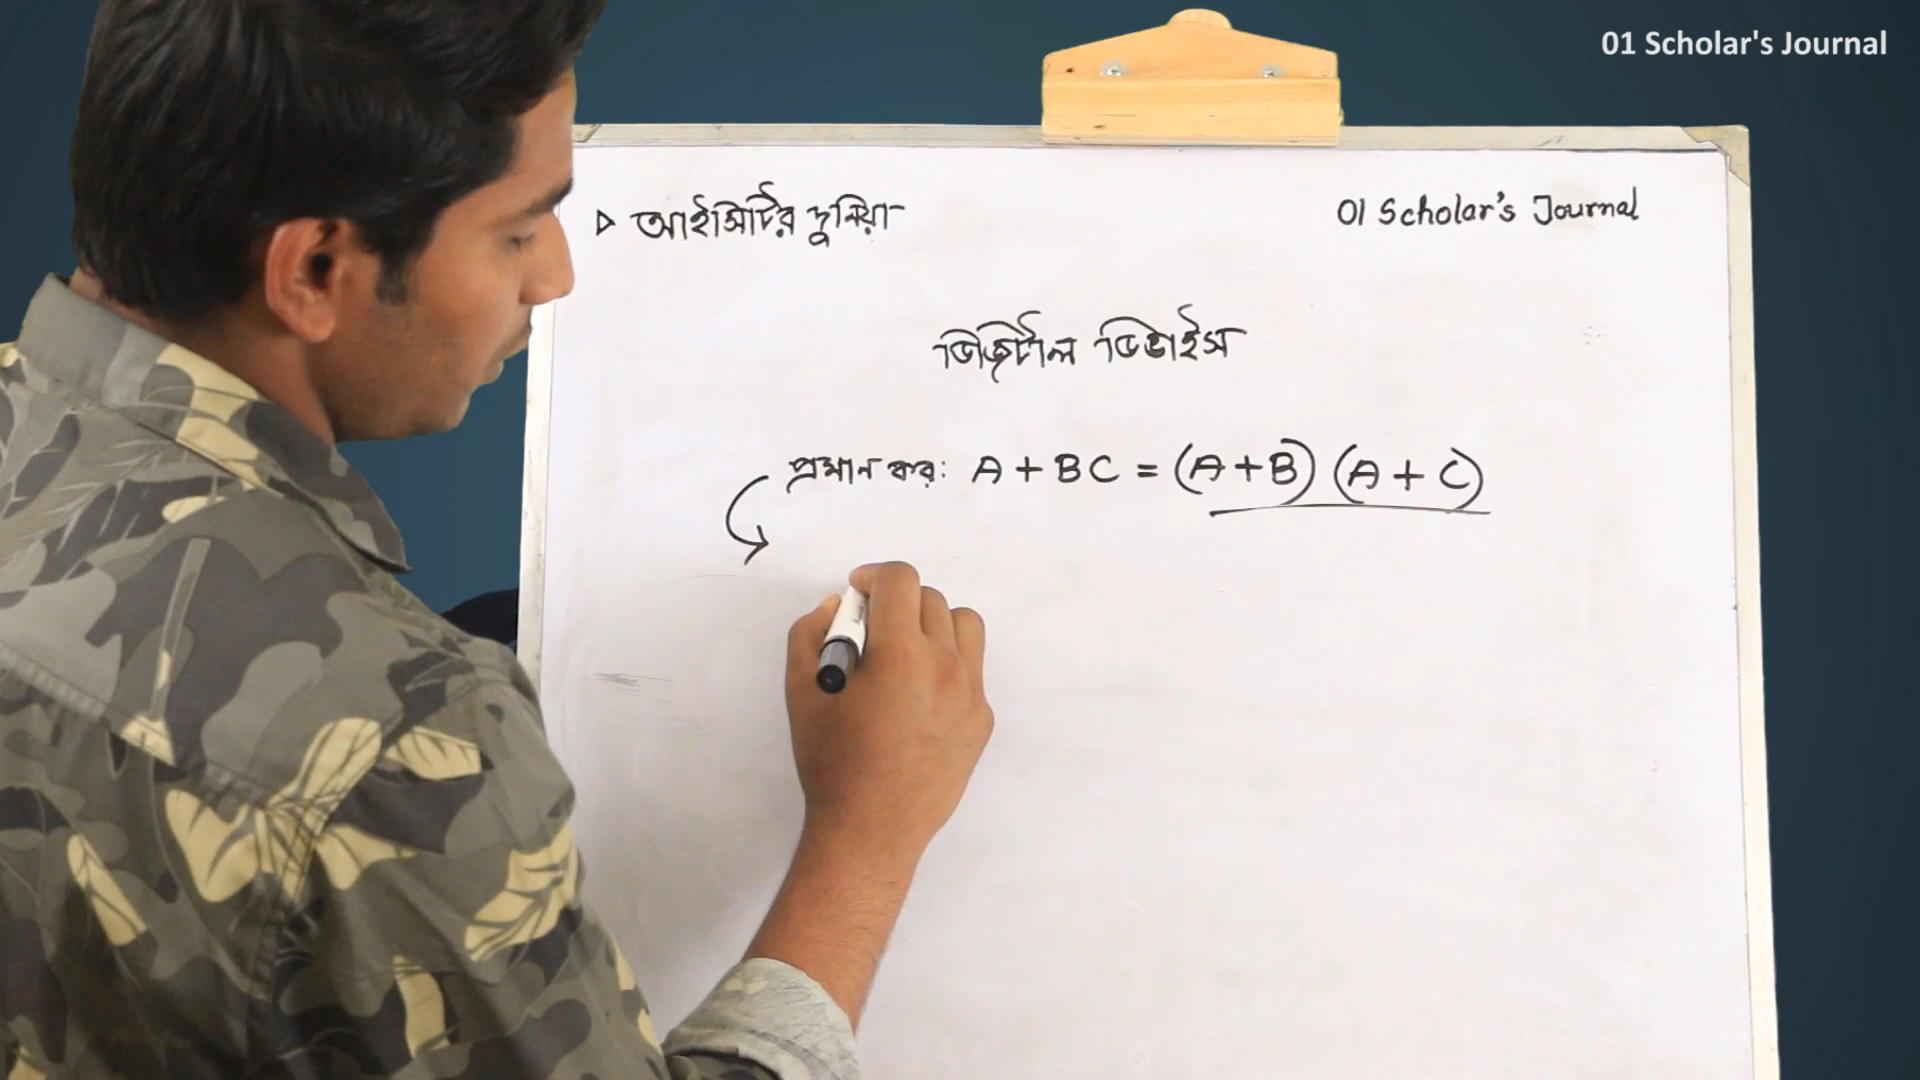 01 Scholar's Journal
▷ আইসিটির দুনিয়া
01 Scholar's Journal
ডিজিটাল ডিভাইস
প্রমান কর: A + BC = (A + B) (A + C)